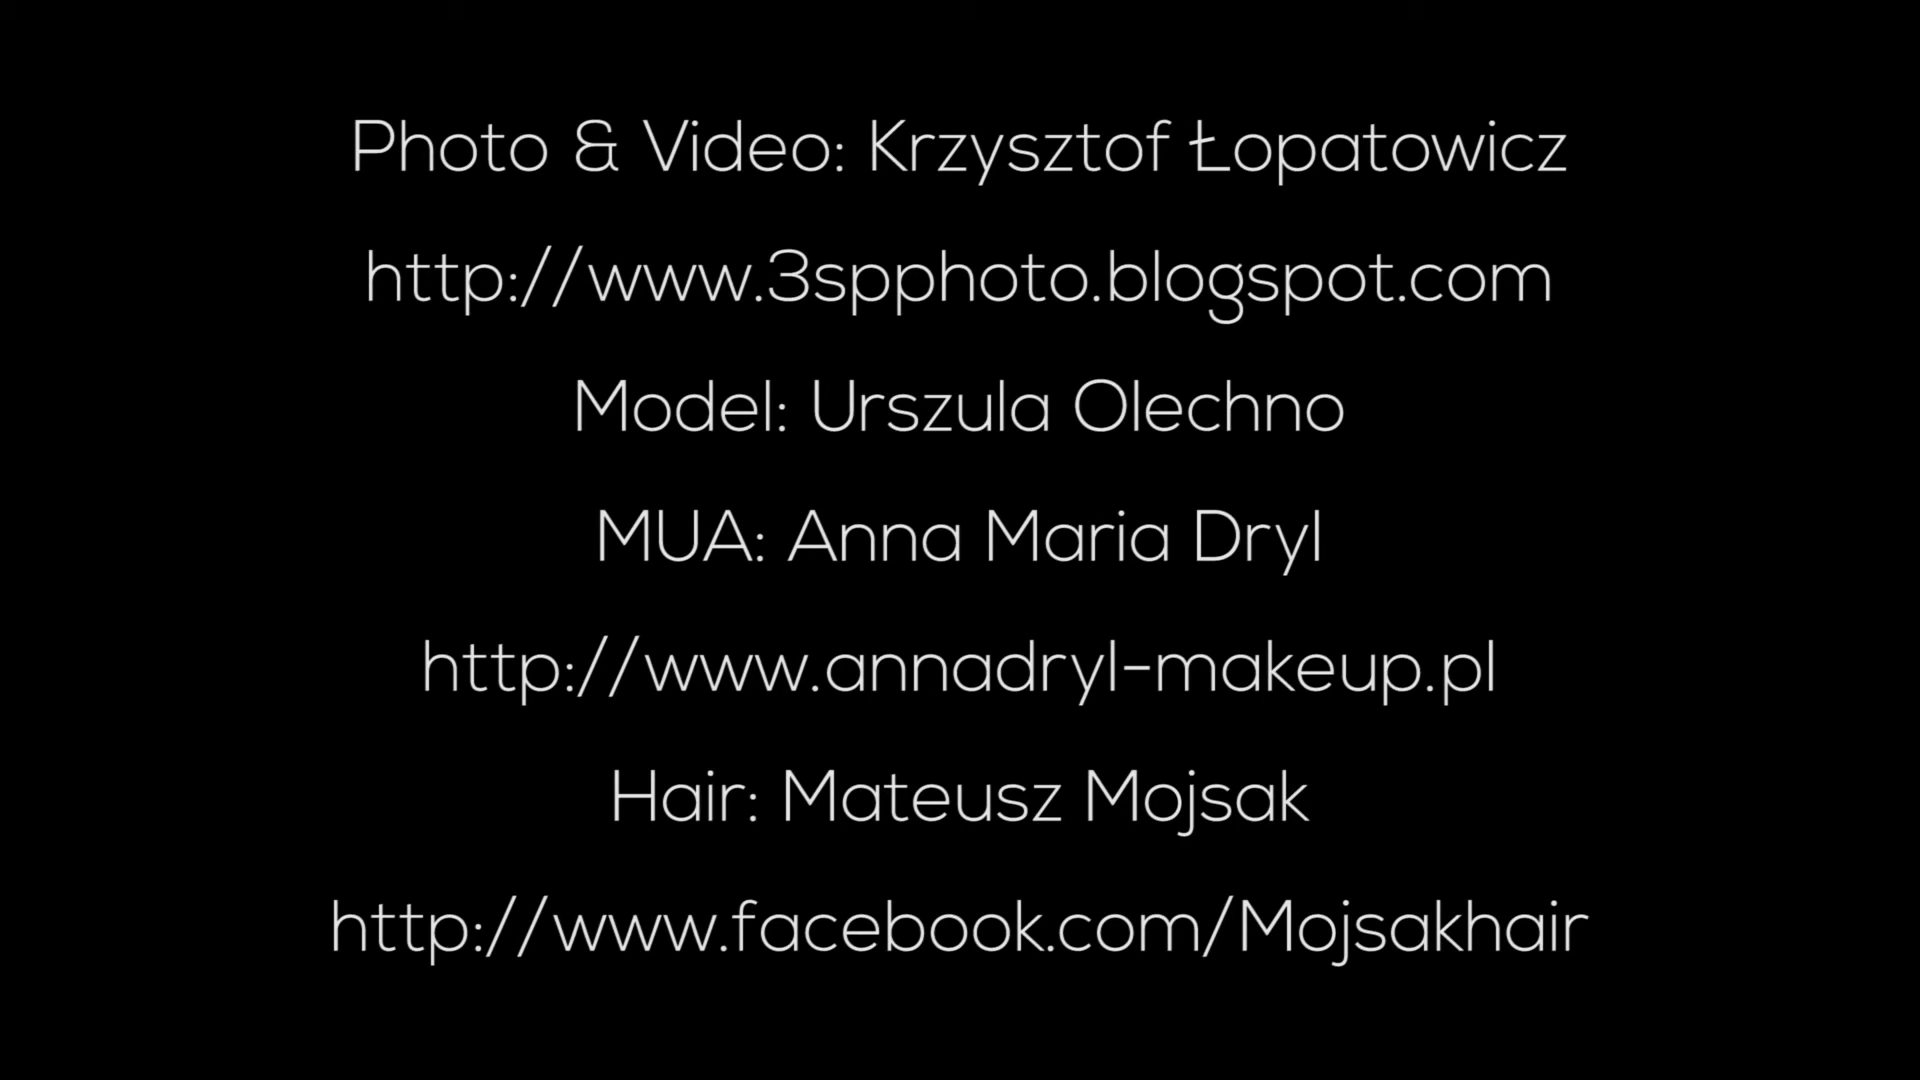 Photo & Video: Krzysztof Łopatowicz
http://www.3spphoto.blogspot.com
Model: Urszula Olechno
MUA: Anna Maria Dryl
http://www.annadryl-makeup.pl
Hair: Mateusz Mojsak
http://www.facebook.com/Mojsakhair